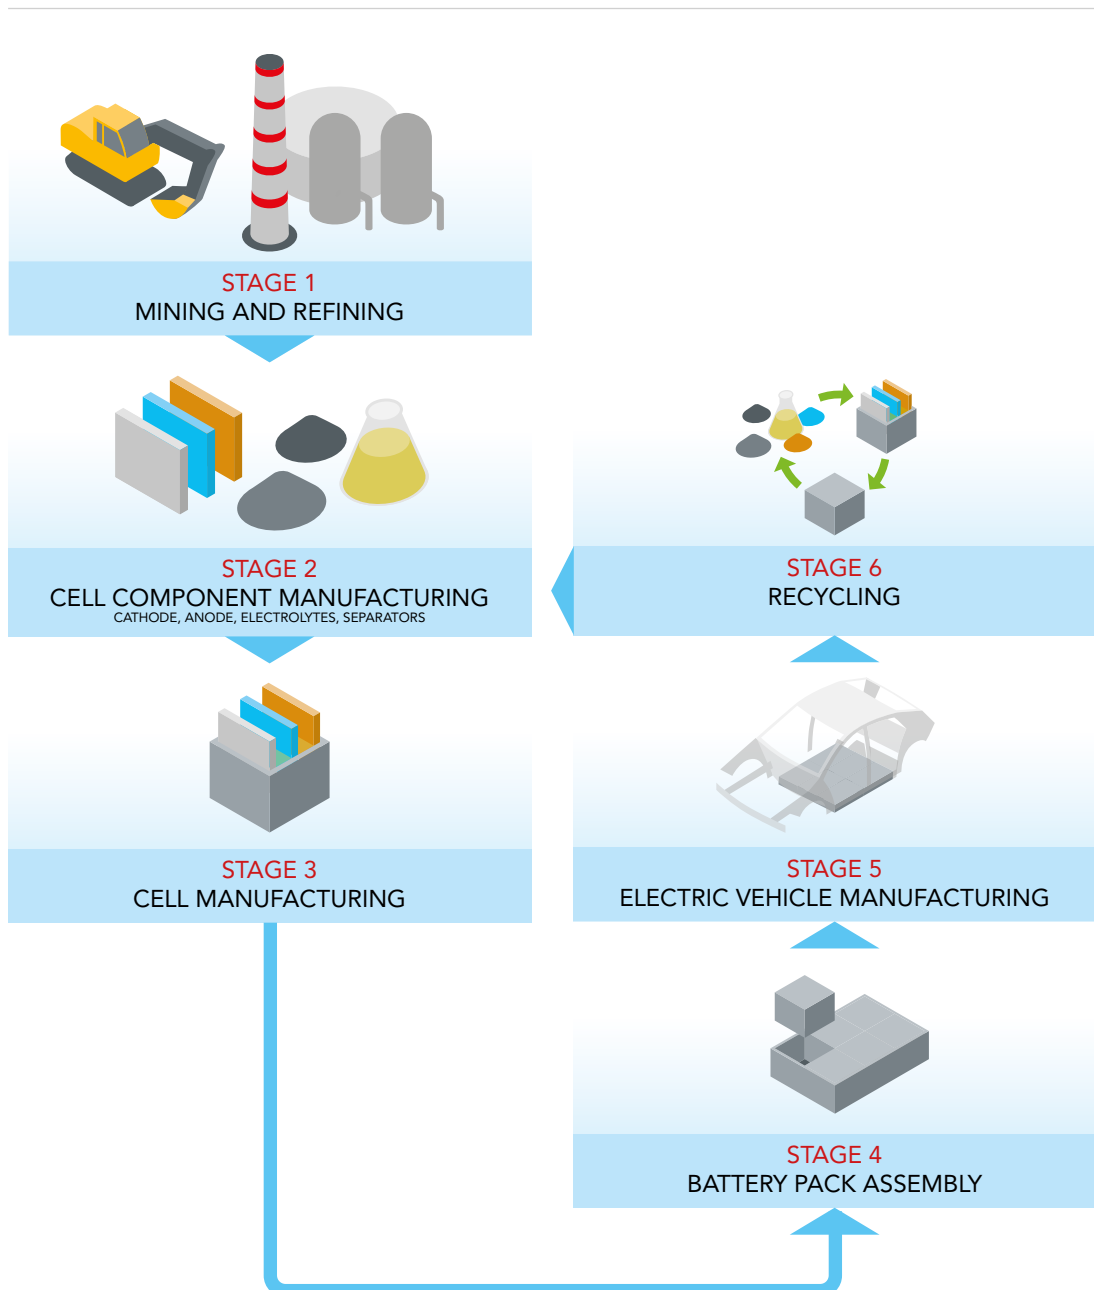 STAGE 1
MINING AND REFINING
STAGE 2
CELL COMPONENT MANUFACTURING
CATHODE, ANODE, ELECTROLYTES, SEPARATORS
STAGE 3
CELL MANUFACTURING
STAGE 4
BATTERY PACK ASSEMBLY
STAGE 5
ELECTRIC VEHICLE MANUFACTURING
STAGE 6
RECYCLING